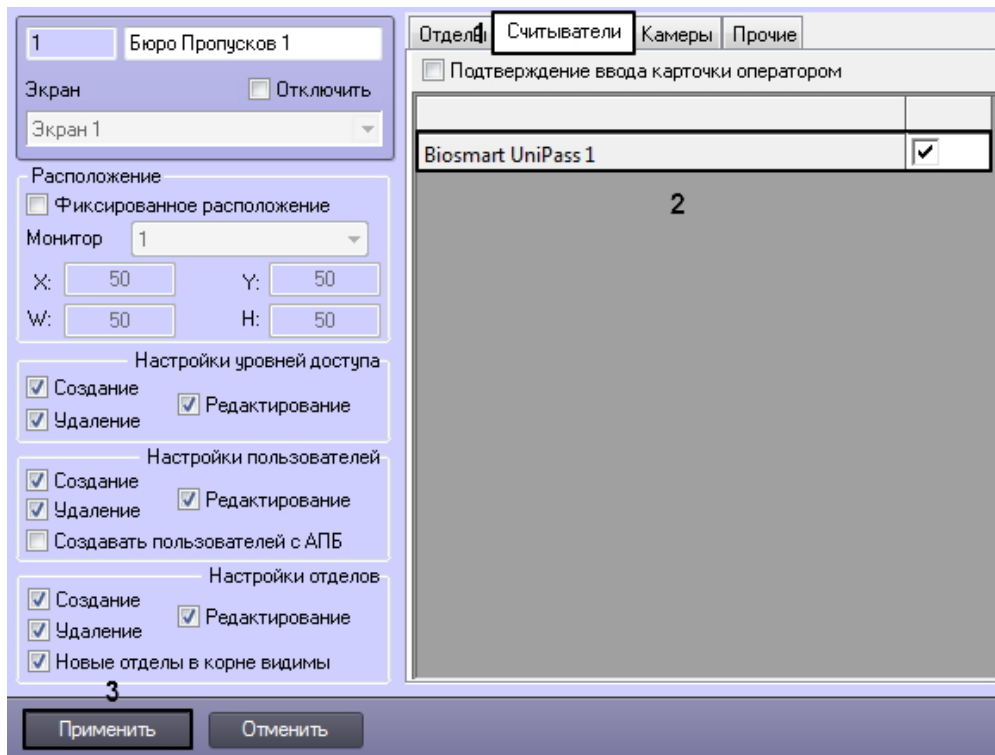 1
Бюро Пропусков 1
Экран
Отключить
Экран 1
Расположение
Фиксированное расположение
Монитор
1
X:
50
Y:
50
W:
50
H:
50
Настройки уровней доступа
Создание
Редактирование
Удаление
Настройки пользователей
Создание
Редактирование
Удаление
Создавать пользователей с АПБ
Настройки отделов
Создание
Редактирование
Удаление
Новые отделы в корне видимы
3
Применить
Отменить
Отделы
1
Считыватели
Камеры
Прочие
Подтверждение ввода карточки оператором
Biosmart UniPass 1
2